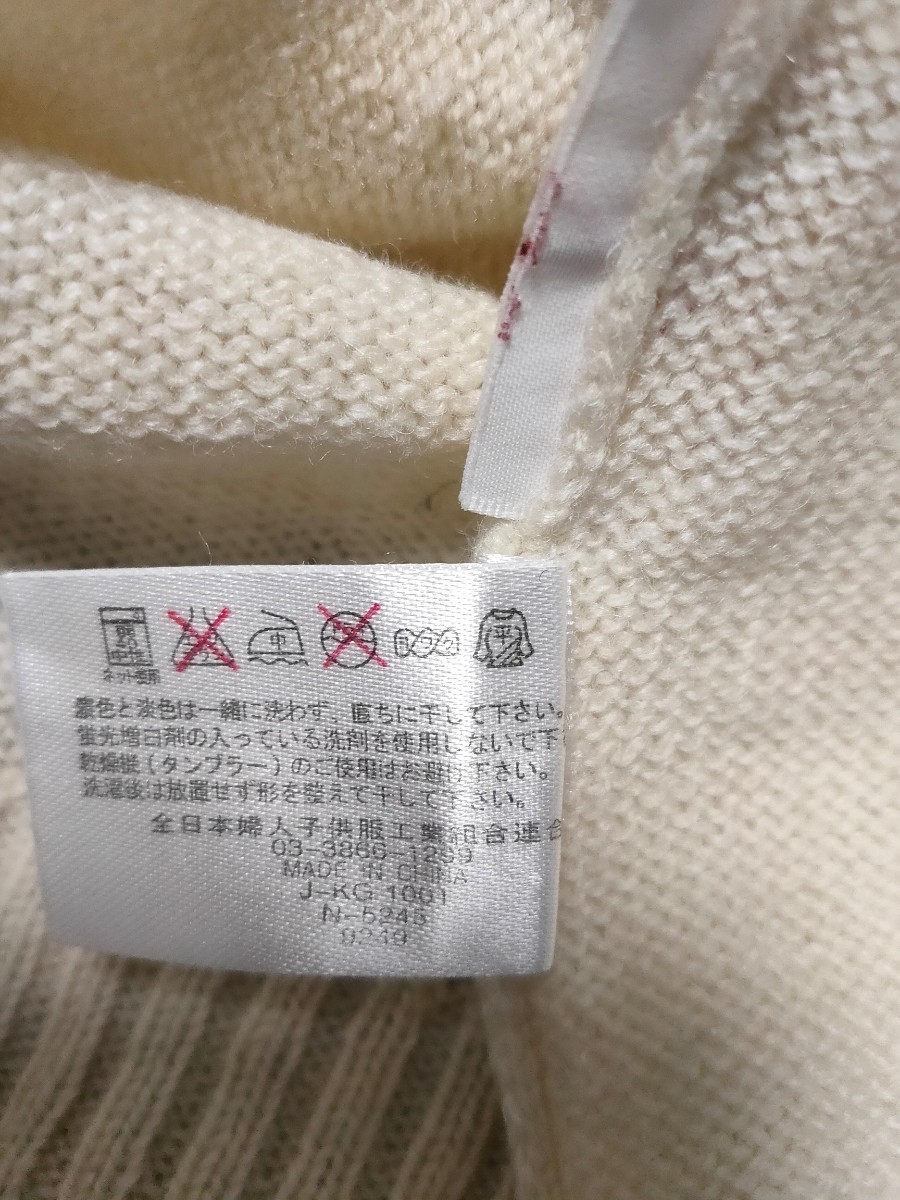 中
平
ネット使用
濃色と淡色は一緒に洗わず、直ちに干して下さい。
蛍光増白剤の入っている洗剤を使用しないで下
乾燥機(タンブラー)のご使用はお避け下さい。
洗濯後は放置せず形を整えて干して下さい。
全日本婦人子供服工業組合連合
03-3866-1299
MADE IN CHINA
J-KG 1001
N-5245